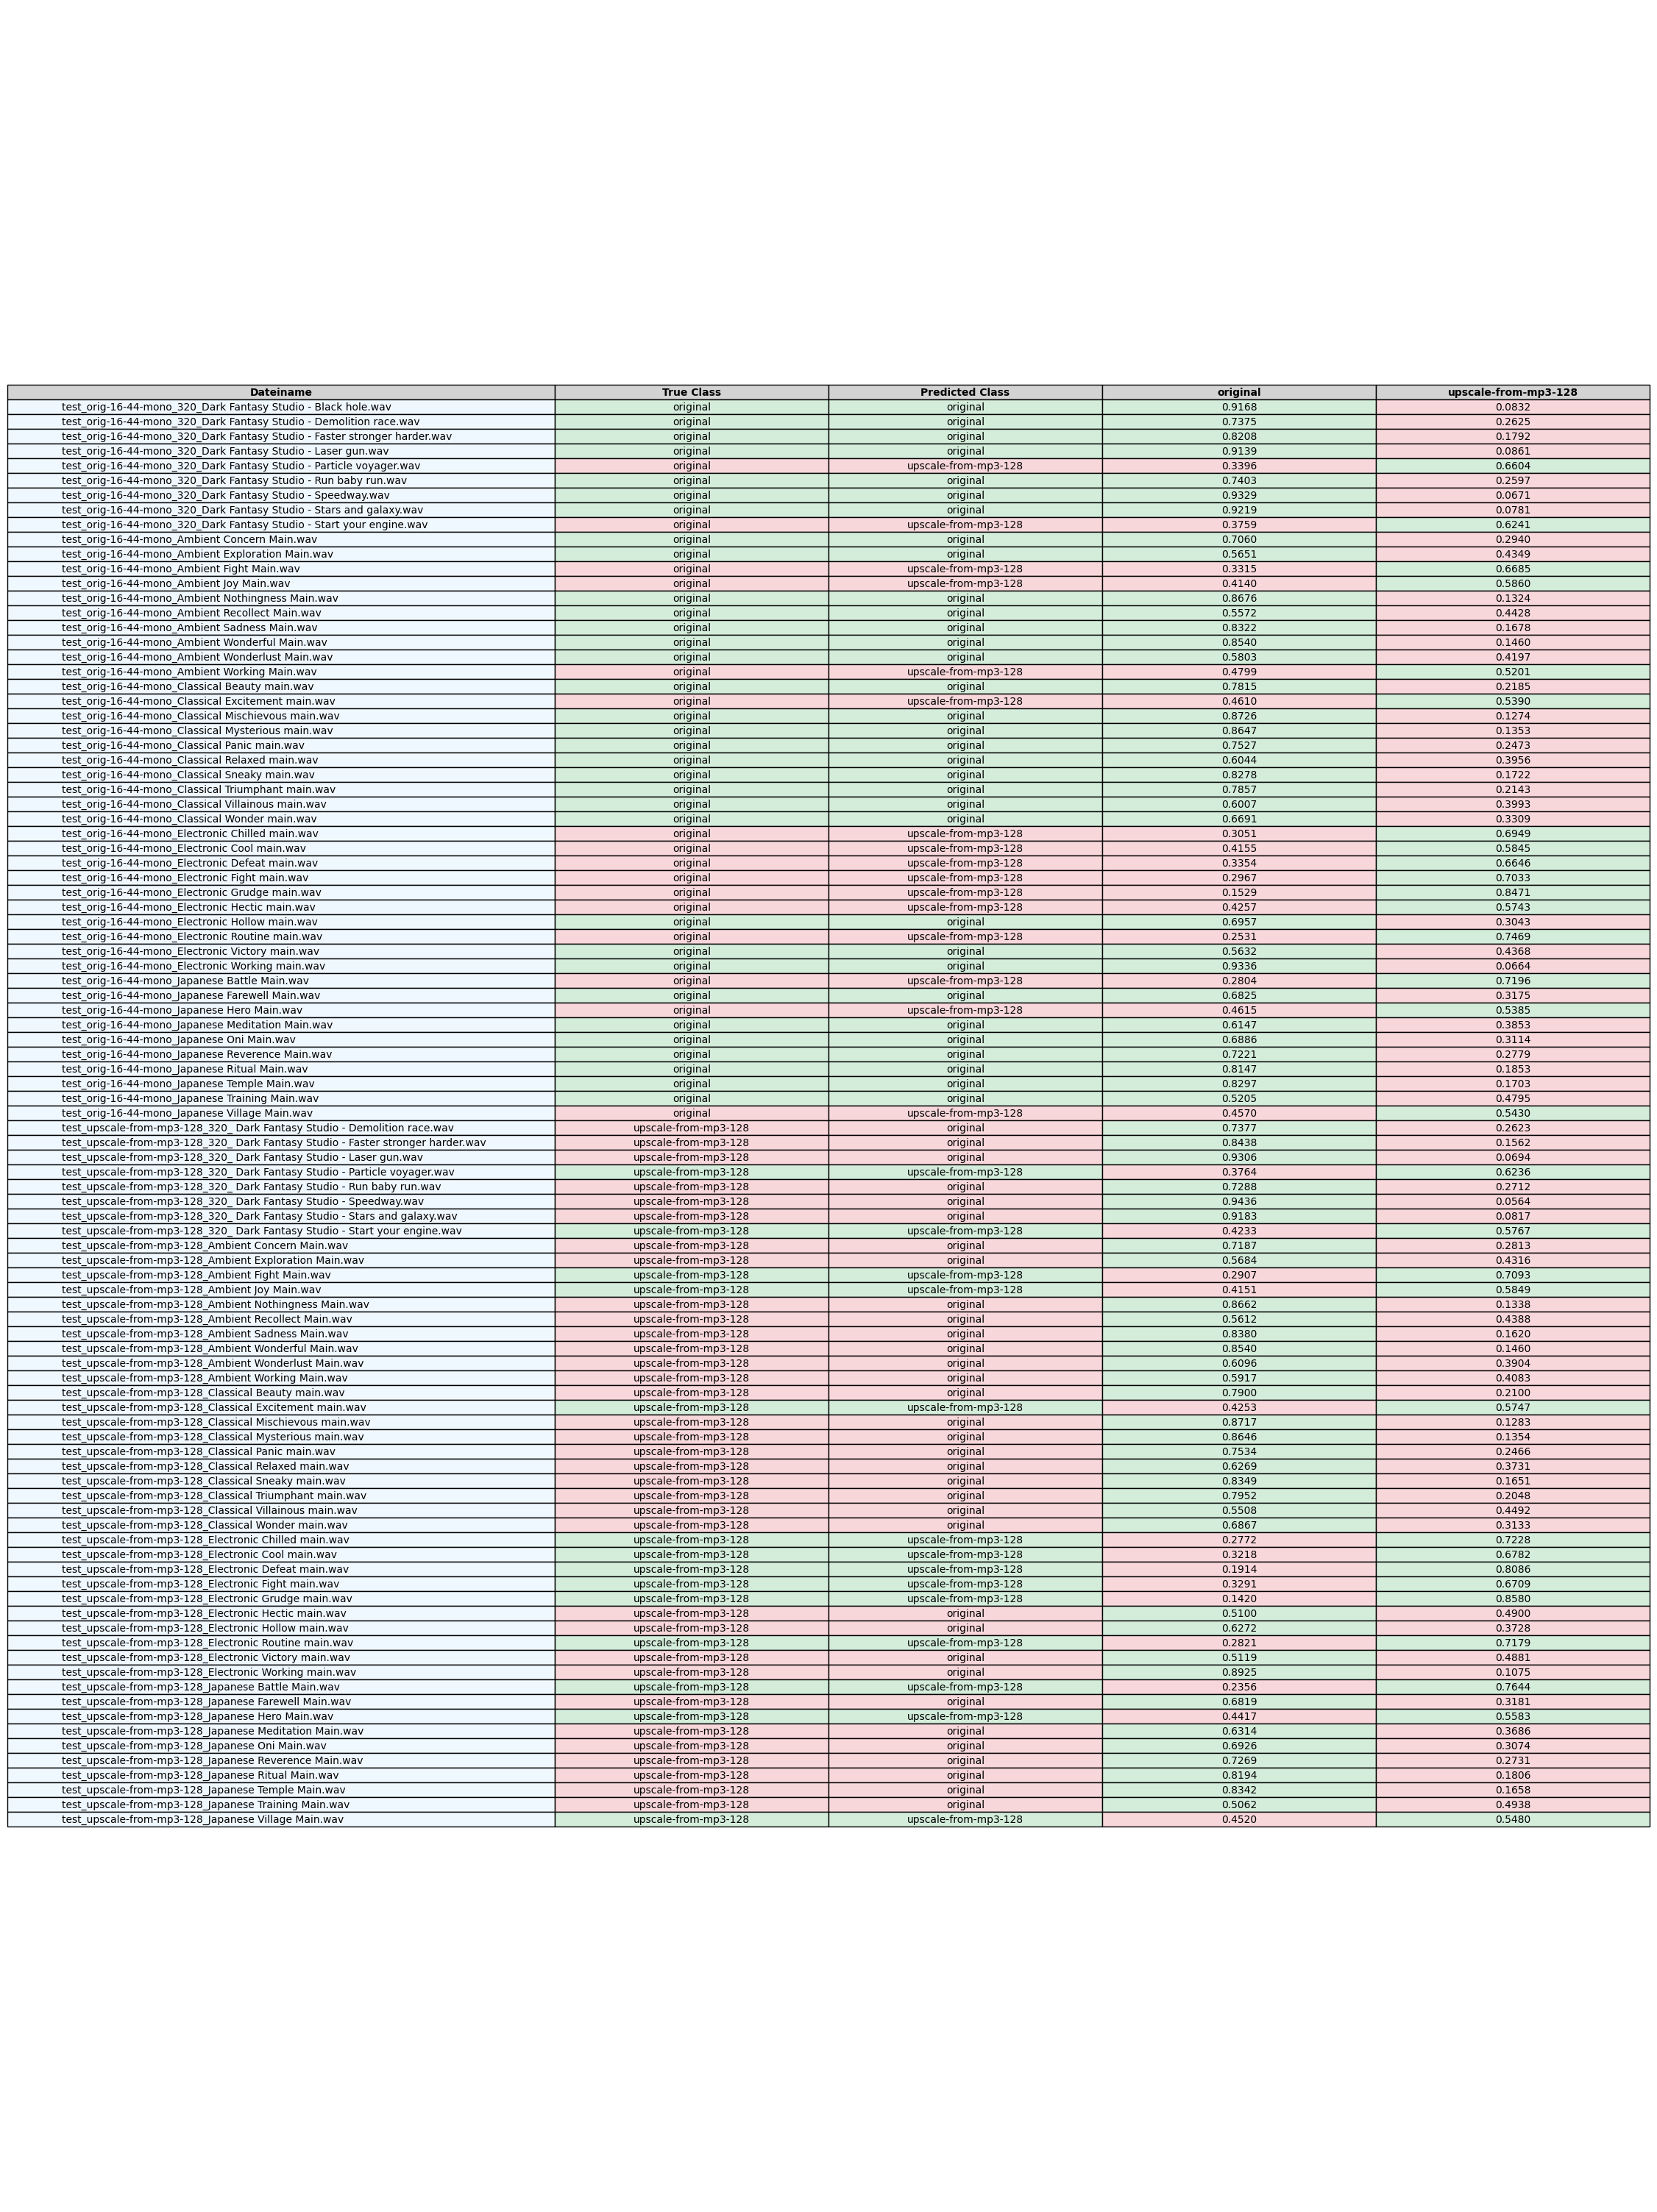 Dateiname True Class Predicted Class original upscale-from-mp3-128
test_orig-16-44-mono_320_Dark Fantasy Studio - Black hole.wav original original 0.9168 0.0832
test_orig-16-44-mono_320_Dark Fantasy Studio - Demolition race.wav original original 0.7375 0.2625
test_orig-16-44-mono_320_Dark Fantasy Studio - Faster stronger harder.wav original original 0.8208 0.1792
test_orig-16-44-mono_320_Dark Fantasy Studio - Laser gun.wav original original 0.9139 0.0861
test_orig-16-44-mono_320_Dark Fantasy Studio - Particle voyager.wav original upscale-from-mp3-128 0.3396 0.6604
test_orig-16-44-mono_320_Dark Fantasy Studio - Run baby run.wav original original 0.7403 0.2597
test_orig-16-44-mono_320_Dark Fantasy Studio - Speedway.wav original original 0.9329 0.0671
test_orig-16-44-mono_320_Dark Fantasy Studio - Stars and galaxy.wav original original 0.9219 0.0781
test_orig-16-44-mono_320_Dark Fantasy Studio - Start your engine.wav original upscale-from-mp3-128 0.3759 0.6241
test_orig-16-44-mono_Ambient Concern Main.wav original original 0.7060 0.2940
test_orig-16-44-mono_Ambient Exploration Main.wav original original 0.5651 0.4349
test_orig-16-44-mono_Ambient Fight Main.wav original upscale-from-mp3-128 0.3315 0.6685
test_orig-16-44-mono_Ambient Joy Main.wav original upscale-from-mp3-128 0.4140 0.5860
test_orig-16-44-mono_Ambient Nothingness Main.wav original original 0.8676 0.1324
test_orig-16-44-mono_Ambient Recollect Main.wav original original 0.5572 0.4428
test_orig-16-44-mono_Ambient Sadness Main.wav original original 0.8322 0.1678
test_orig-16-44-mono_Ambient Wonderful Main.wav original original 0.8540 0.1460
test_orig-16-44-mono_Ambient Wonderlust Main.wav original original 0.5803 0.4197
test_orig-16-44-mono_Ambient Working Main.wav original upscale-from-mp3-128 0.4799 0.5201
test_orig-16-44-mono_Classical Beauty main.wav original original 0.7815 0.2185
test_orig-16-44-mono_Classical Excitement main.wav original upscale-from-mp3-128 0.4610 0.5390
test_orig-16-44-mono_Classical Mischievous main.wav original original 0.8726 0.1274
test_orig-16-44-mono_Classical Mysterious main.wav original original 0.8647 0.1353
test_orig-16-44-mono_Classical Panic main.wav original original 0.7527 0.2473
test_orig-16-44-mono_Classical Relaxed main.wav original original 0.6044 0.3956
test_orig-16-44-mono_Classical Sneaky main.wav original original 0.8278 0.1722
test_orig-16-44-mono_Classical Triumphant main.wav original original 0.7857 0.2143
test_orig-16-44-mono_Classical Villainous main.wav original original 0.6007 0.3993
test_orig-16-44-mono_Classical Wonder main.wav original original 0.6691 0.3309
test_orig-16-44-mono_Electronic Chilled main.wav original upscale-from-mp3-128 0.3051 0.6949
test_orig-16-44-mono_Electronic Cool main.wav original upscale-from-mp3-128 0.4155 0.5845
test_orig-16-44-mono_Electronic Defeat main.wav original upscale-from-mp3-128 0.3354 0.6646
test_orig-16-44-mono_Electronic Fight main.wav original upscale-from-mp3-128 0.2967 0.7033
test_orig-16-44-mono_Electronic Grudge main.wav original upscale-from-mp3-128 0.1529 0.8471
test_orig-16-44-mono_Electronic Hectic main.wav original upscale-from-mp3-128 0.4257 0.5743
test_orig-16-44-mono_Electronic Hollow main.wav original original 0.6957 0.3043
test_orig-16-44-mono_Electronic Routine main.wav original upscale-from-mp3-128 0.2531 0.7469
test_orig-16-44-mono_Electronic Victory main.wav original original 0.5632 0.4368
test_orig-16-44-mono_Electronic Working main.wav original original 0.9336 0.0664
test_orig-16-44-mono_Japanese Battle Main.wav original upscale-from-mp3-128 0.2804 0.7196
test_orig-16-44-mono_Japanese Farewell Main.wav original original 0.6825 0.3175
test_orig-16-44-mono_Japanese Hero Main.wav original upscale-from-mp3-128 0.4615 0.5385
test_orig-16-44-mono_Japanese Meditation Main.wav original original 0.6147 0.3853
test_orig-16-44-mono_Japanese Oni Main.wav original original 0.6886 0.3114
test_orig-16-44-mono_Japanese Reverence Main.wav original original 0.7221 0.2779
test_orig-16-44-mono_Japanese Ritual Main.wav original original 0.8147 0.1853
test_orig-16-44-mono_Japanese Temple Main.wav original original 0.8297 0.1703
test_orig-16-44-mono_Japanese Training Main.wav original original 0.5205 0.4795
test_orig-16-44-mono_Japanese Village Main.wav original upscale-from-mp3-128 0.4570 0.5430
test_upscale-from-mp3-128_320_ Dark Fantasy Studio - Demolition race.wav upscale-from-mp3-128 original 0.7377 0.2623
test_upscale-from-mp3-128_320_ Dark Fantasy Studio - Faster stronger harder.wav upscale-from-mp3-128 original 0.8438 0.1562
test_upscale-from-mp3-128_320_ Dark Fantasy Studio - Laser gun.wav upscale-from-mp3-128 original 0.9306 0.0694
test_upscale-from-mp3-128_320_ Dark Fantasy Studio - Particle voyager.wav upscale-from-mp3-128 upscale-from-mp3-128 0.3764 0.6236
test_upscale-from-mp3-128_320_ Dark Fantasy Studio - Run baby run.wav upscale-from-mp3-128 original 0.7288 0.2712
test_upscale-from-mp3-128_320_ Dark Fantasy Studio - Speedway.wav upscale-from-mp3-128 original 0.9436 0.0564
test_upscale-from-mp3-128_320_ Dark Fantasy Studio - Stars and galaxy.wav upscale-from-mp3-128 original 0.9183 0.0817
test_upscale-from-mp3-128_320_ Dark Fantasy Studio - Start your engine.wav upscale-from-mp3-128 upscale-from-mp3-128 0.4233 0.5767
test_upscale-from-mp3-128_Ambient Concern Main.wav upscale-from-mp3-128 original 0.7187 0.2813
test_upscale-from-mp3-128_Ambient Exploration Main.wav upscale-from-mp3-128 original 0.5684 0.4316
test_upscale-from-mp3-128_Ambient Fight Main.wav upscale-from-mp3-128 upscale-from-mp3-128 0.2907 0.7093
test_upscale-from-mp3-128_Ambient Joy Main.wav upscale-from-mp3-128 upscale-from-mp3-128 0.4151 0.5849
test_upscale-from-mp3-128_Ambient Nothingness Main.wav upscale-from-mp3-128 original 0.8662 0.1338
test_upscale-from-mp3-128_Ambient Recollect Main.wav upscale-from-mp3-128 original 0.5612 0.4388
test_upscale-from-mp3-128_Ambient Sadness Main.wav upscale-from-mp3-128 original 0.8380 0.1620
test_upscale-from-mp3-128_Ambient Wonderful Main.wav upscale-from-mp3-128 original 0.8540 0.1460
test_upscale-from-mp3-128_Ambient Wonderlust Main.wav upscale-from-mp3-128 original 0.6096 0.3904
test_upscale-from-mp3-128_Ambient Working Main.wav upscale-from-mp3-128 original 0.5917 0.4083
test_upscale-from-mp3-128_Classical Beauty main.wav upscale-from-mp3-128 original 0.7900 0.2100
test_upscale-from-mp3-128_Classical Excitement main.wav upscale-from-mp3-128 upscale-from-mp3-128 0.4253 0.5747
test_upscale-from-mp3-128_Classical Mischievous main.wav upscale-from-mp3-128 original 0.8717 0.1283
test_upscale-from-mp3-128_Classical Mysterious main.wav upscale-from-mp3-128 original 0.8646 0.1354
test_upscale-from-mp3-128_Classical Panic main.wav upscale-from-mp3-128 original 0.7534 0.2466
test_upscale-from-mp3-128_Classical Relaxed main.wav upscale-from-mp3-128 original 0.6269 0.3731
test_upscale-from-mp3-128_Classical Sneaky main.wav upscale-from-mp3-128 original 0.8349 0.1651
test_upscale-from-mp3-128_Classical Triumphant main.wav upscale-from-mp3-128 original 0.7952 0.2048
test_upscale-from-mp3-128_Classical Villainous main.wav upscale-from-mp3-128 original 0.5508 0.4492
test_upscale-from-mp3-128_Classical Wonder main.wav upscale-from-mp3-128 original 0.6867 0.3133
test_upscale-from-mp3-128_Electronic Chilled main.wav upscale-from-mp3-128 upscale-from-mp3-128 0.2772 0.7228
test_upscale-from-mp3-128_Electronic Cool main.wav upscale-from-mp3-128 upscale-from-mp3-128 0.3218 0.6782
test_upscale-from-mp3-128_Electronic Defeat main.wav upscale-from-mp3-128 upscale-from-mp3-128 0.1914 0.8086
test_upscale-from-mp3-128_Electronic Fight main.wav upscale-from-mp3-128 upscale-from-mp3-128 0.3291 0.6709
test_upscale-from-mp3-128_Electronic Grudge main.wav upscale-from-mp3-128 upscale-from-mp3-128 0.1420 0.8580
test_upscale-from-mp3-128_Electronic Hectic main.wav upscale-from-mp3-128 original 0.5100 0.4900
test_upscale-from-mp3-128_Electronic Hollow main.wav upscale-from-mp3-128 original 0.6272 0.3728
test_upscale-from-mp3-128_Electronic Routine main.wav upscale-from-mp3-128 upscale-from-mp3-128 0.2821 0.7179
test_upscale-from-mp3-128_Electronic Victory main.wav upscale-from-mp3-128 original 0.5119 0.4881
test_upscale-from-mp3-128_Electronic Working main.wav upscale-from-mp3-128 original 0.8925 0.1075
test_upscale-from-mp3-128_Japanese Battle Main.wav upscale-from-mp3-128 upscale-from-mp3-128 0.2356 0.7644
test_upscale-from-mp3-128_Japanese Farewell Main.wav upscale-from-mp3-128 original 0.6819 0.3181
test_upscale-from-mp3-128_Japanese Hero Main.wav upscale-from-mp3-128 upscale-from-mp3-128 0.4417 0.5583
test_upscale-from-mp3-128_Japanese Meditation Main.wav upscale-from-mp3-128 original 0.6314 0.3686
test_upscale-from-mp3-128_Japanese Oni Main.wav upscale-from-mp3-128 original 0.6926 0.3074
test_upscale-from-mp3-128_Japanese Reverence Main.wav upscale-from-mp3-128 original 0.7269 0.2731
test_upscale-from-mp3-128_Japanese Ritual Main.wav upscale-from-mp3-128 original 0.8194 0.1806
test_upscale-from-mp3-128_Japanese Temple Main.wav upscale-from-mp3-128 original 0.8342 0.1658
test_upscale-from-mp3-128_Japanese Training Main.wav upscale-from-mp3-128 original 0.5062 0.4938
test_upscale-from-mp3-128_Japanese Village Main.wav upscale-from-mp3-128 upscale-from-mp3-128 0.4520 0.5480